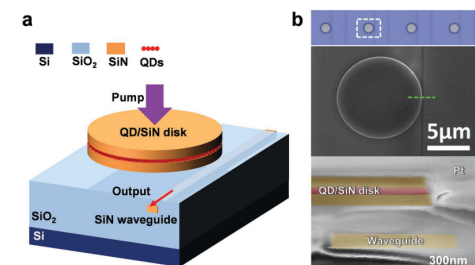 a
Si
SiO2
SiN
QDs
Pump
QD/SiN disk
Output
SiN waveguide
SiO2
Si
b
5μm
Pt
QD/SiN disk
Waveguide
300nm